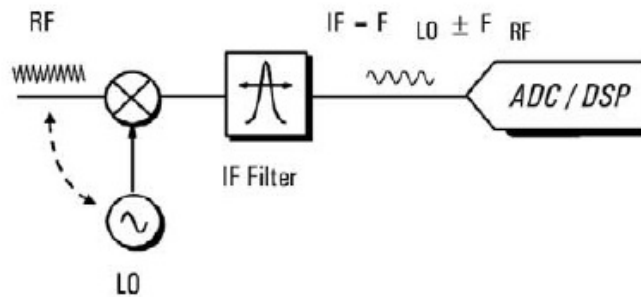 RF
IF – F LO ± F RF
ADC / DSP
IF Filter
LO